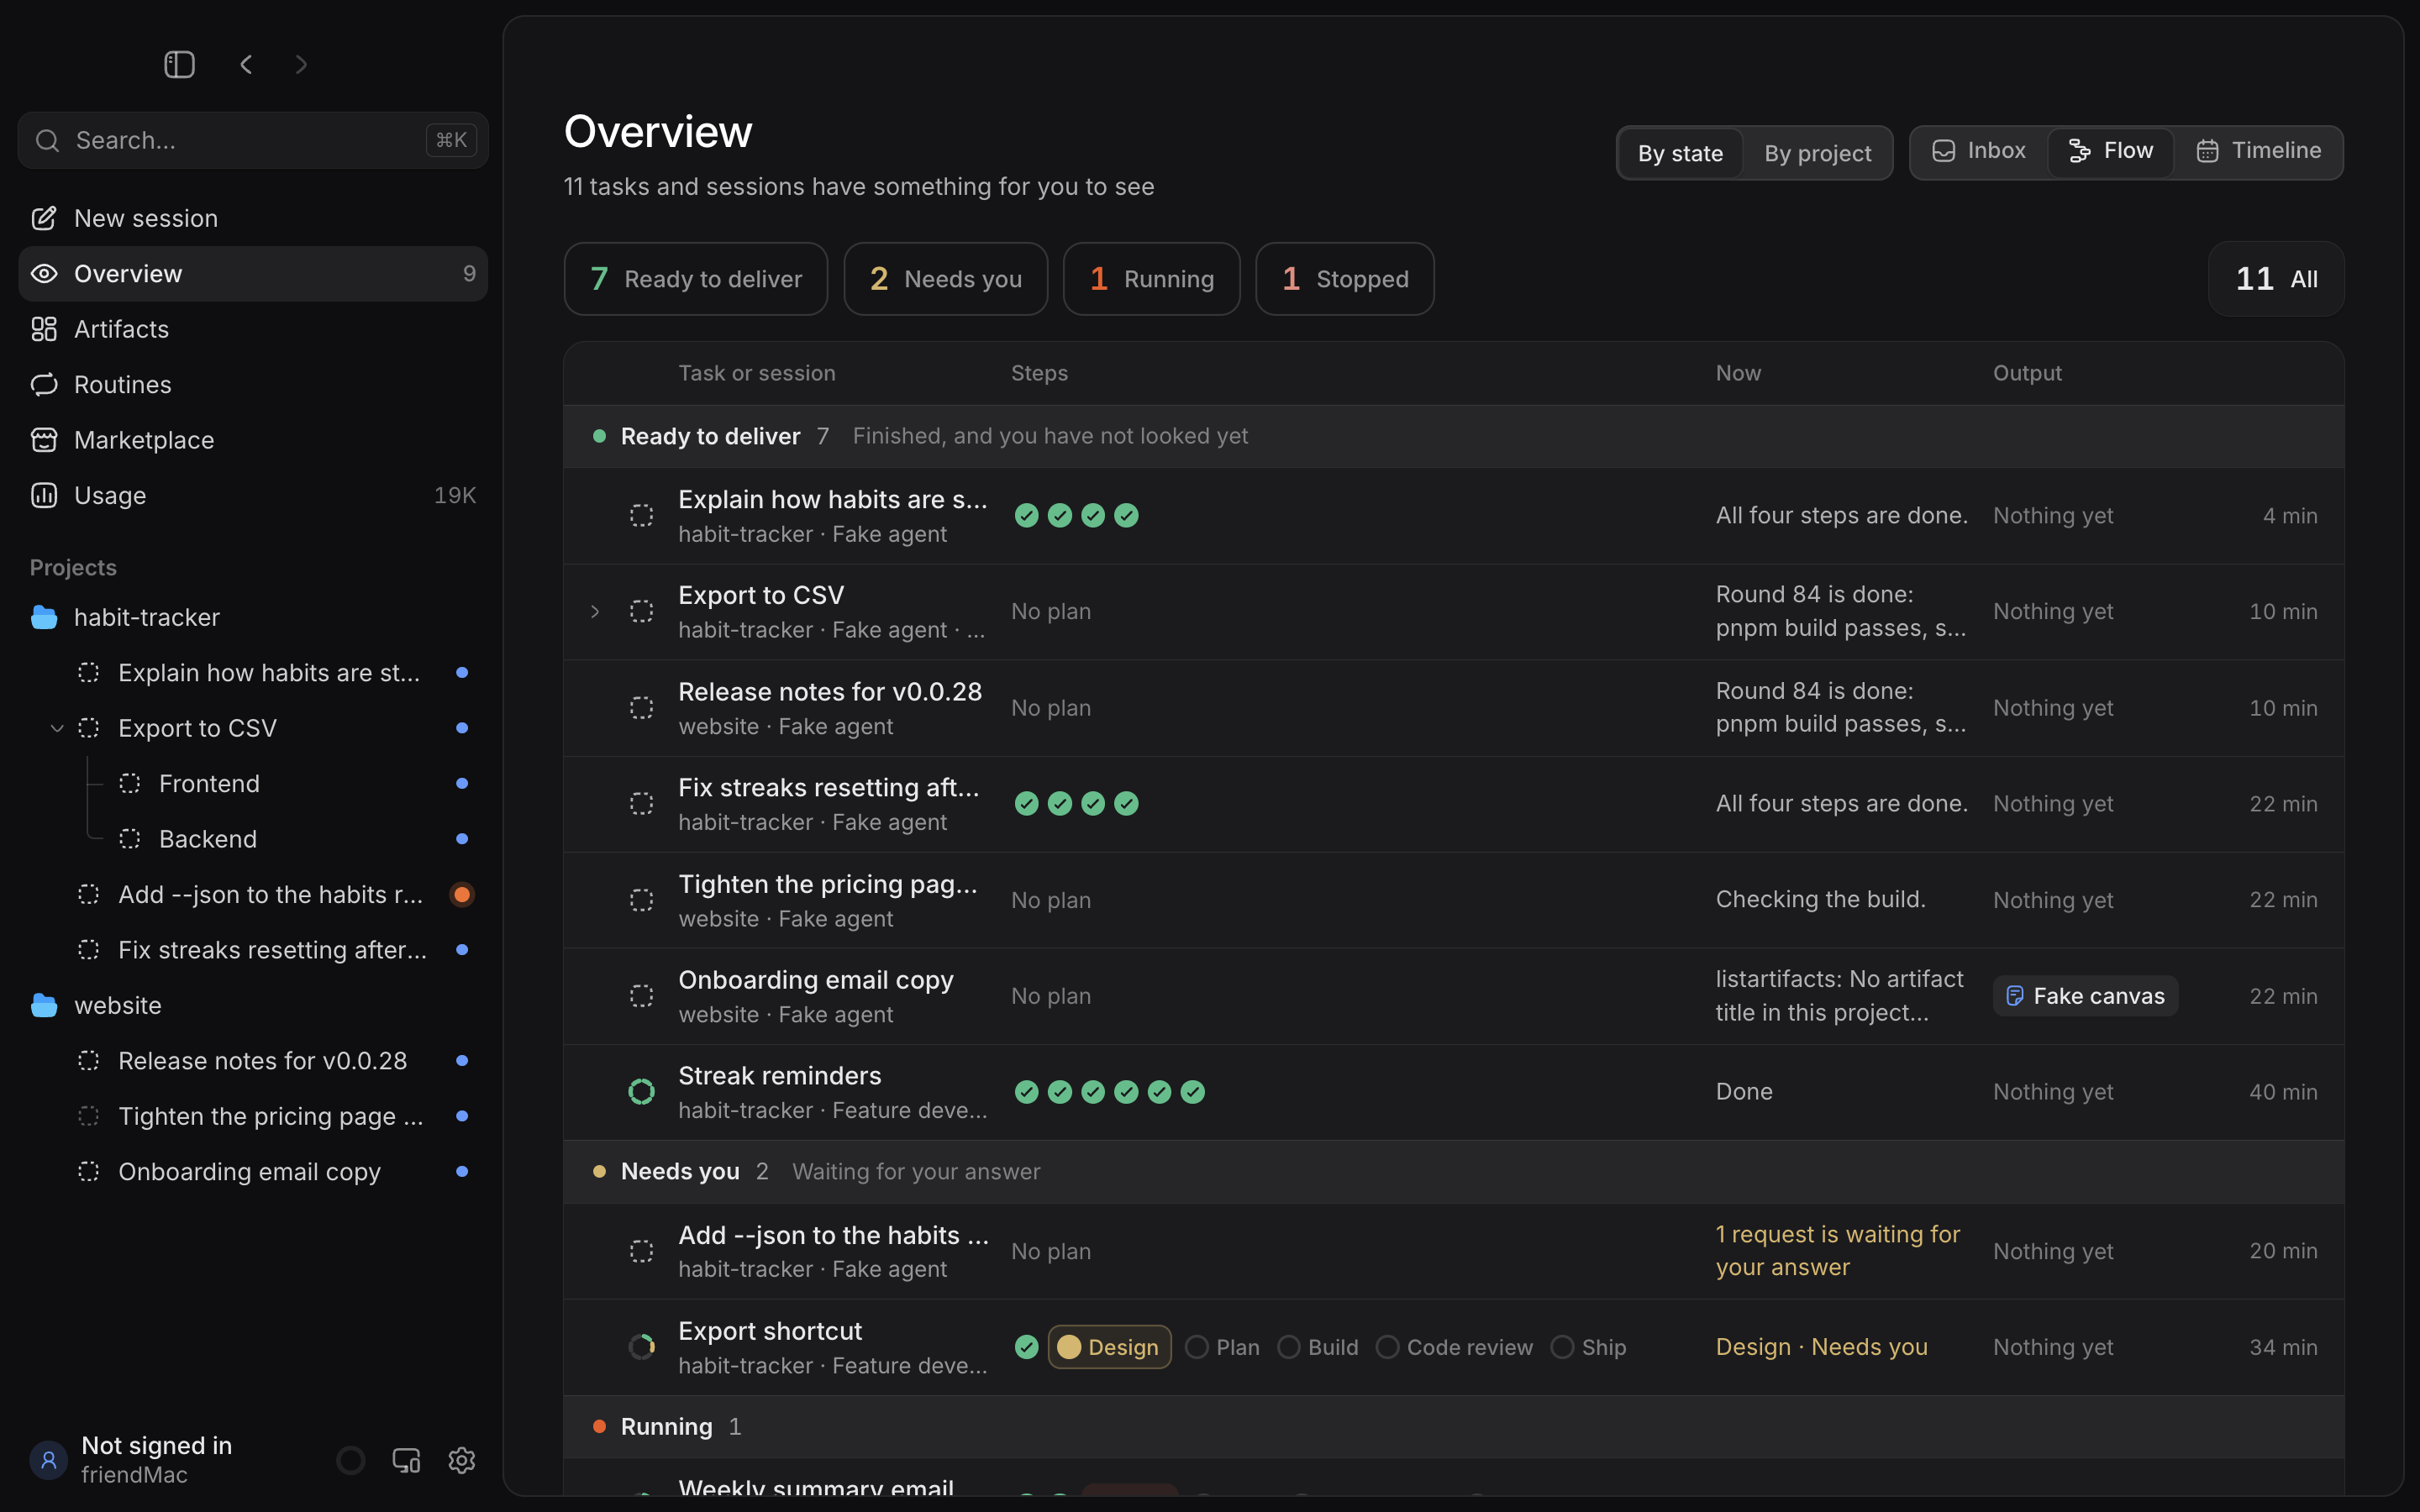 Search...
⌘K
New session
Overview
9
Artifacts
Routines
Marketplace
Usage
19K
Projects
habit-tracker
Explain how habits are st...
Export to CSV
Frontend
Backend
Add --json to the habits r...
Fix streaks resetting after...
website
Release notes for v0.0.28
Tighten the pricing page ...
Onboarding email copy
Not signed in
friendMac
Overview
11 tasks and sessions have something for you to see
By state
By project
Inbox
Flow
Timeline
7 Ready to deliver
2 Needs you
1 Running
1 Stopped
11 All
Task or session
Steps
Now
Output
Ready to deliver 7 Finished, and you have not looked yet
Explain how habits are s...
habit-tracker · Fake agent
All four steps are done.
Nothing yet
4 min
Export to CSV
habit-tracker · Fake agent · ...
No plan
Round 84 is done:
pnpm build passes, s...
Nothing yet
10 min
Release notes for v0.0.28
website · Fake agent
No plan
Round 84 is done:
pnpm build passes, s...
Nothing yet
10 min
Fix streaks resetting aft...
habit-tracker · Fake agent
All four steps are done.
Nothing yet
22 min
Tighten the pricing pag...
website · Fake agent
No plan
Checking the build.
Nothing yet
22 min
Onboarding email copy
website · Fake agent
No plan
listartifacts: No artifact
title in this project...
Fake canvas
22 min
Streak reminders
habit-tracker · Feature deve...
Done
Nothing yet
40 min
Needs you 2 Waiting for your answer
Add --json to the habits ...
habit-tracker · Fake agent
No plan
1 request is waiting for
your answer
Nothing yet
20 min
Export shortcut
habit-tracker · Feature deve...
Design
Plan
Build
Code review
Ship
Design · Needs you
Nothing yet
34 min
Running 1
Weekly summary email